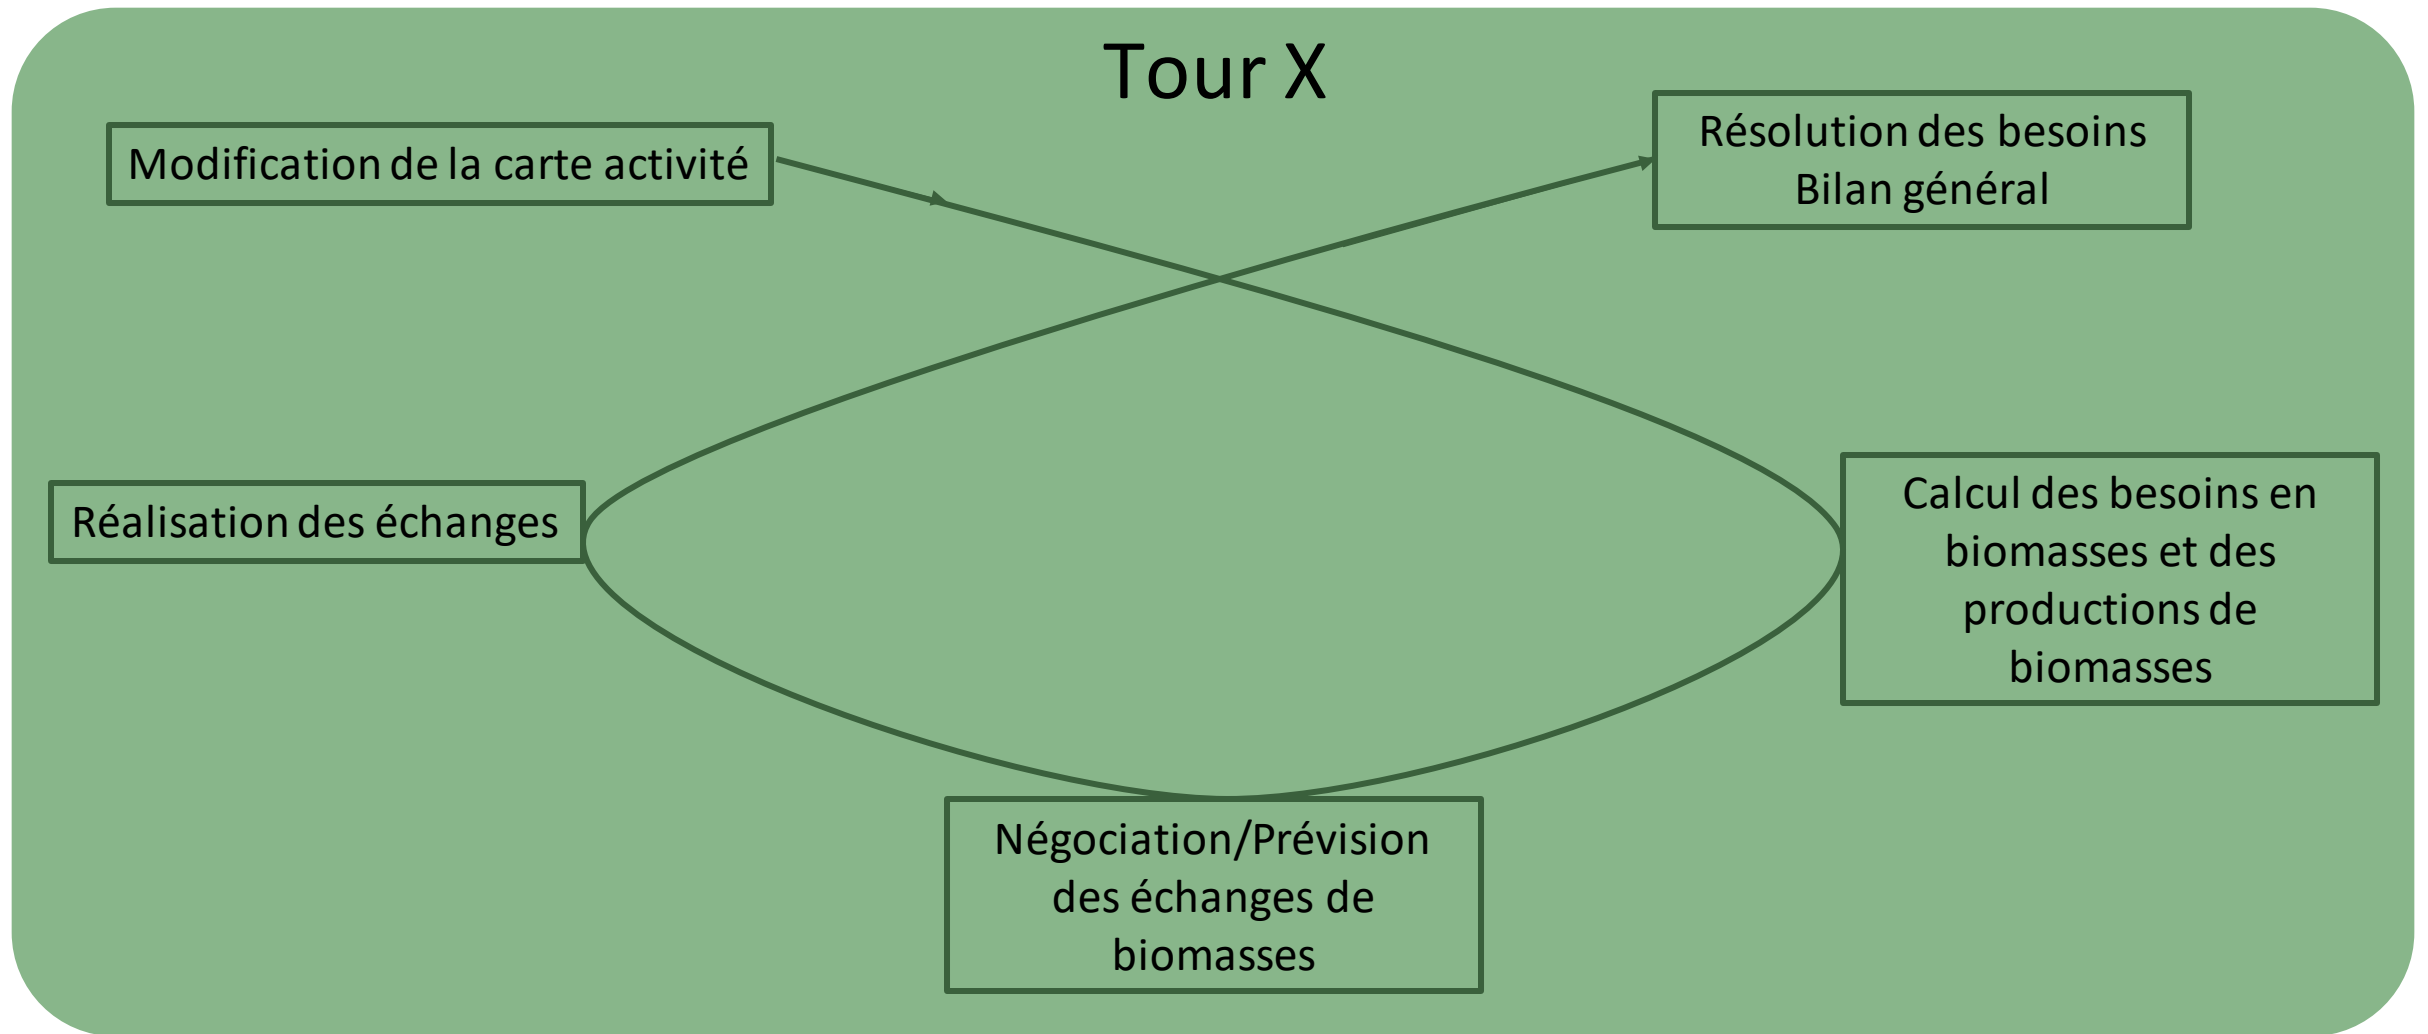 Tour X
Modification de la carte activité
Résolution des besoins
Bilan général
Réalisation des échanges
Calcul des besoins en
biomasses et des
productions de
biomasses
Négociation/Prévision
des échanges de
biomasses